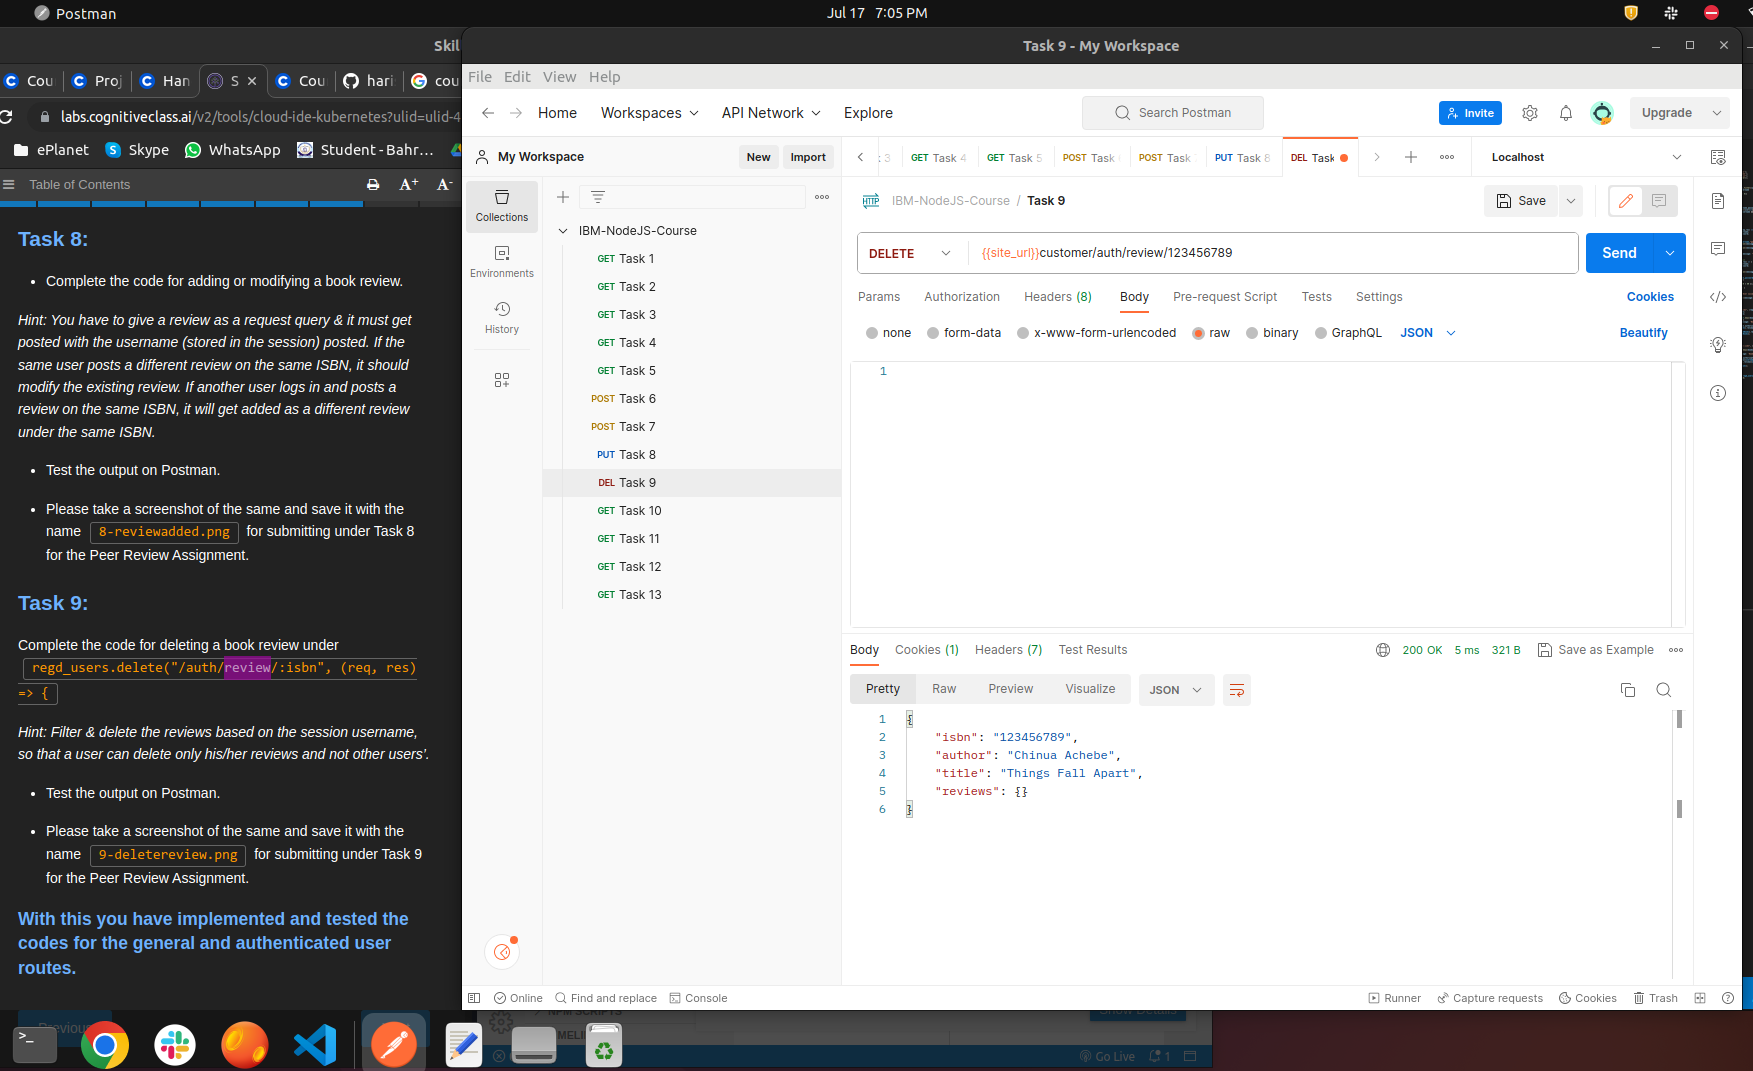 Postman
Jul 17 7:05 PM
Skil
Task 9 - My Workspace
Cou
Proj
Han
S
Cou
hari
cou
File Edit View Help
labs.cognitiveclass.ai/v2/tools/cloud-ide-kubernetes?ulid=ulid-4
Home
Workspaces
API Network
Explore
Search Postman
Invite
Upgrade
ePlanet
Skype
WhatsApp
Student - Bahr...
My Workspace
New
Import
GET Task 4
GET Task 5
POST Task
POST Task
PUT Task 8
DEL Task
Localhost
Table of Contents
A+
A-
Collections
Environments
History
IBM-NodeJS-Course
GET Task 1
GET Task 2
GET Task 3
GET Task 4
GET Task 5
POST Task 6
POST Task 7
PUT Task 8
DEL Task 9
GET Task 10
GET Task 11
GET Task 12
GET Task 13
HTTP
IBM-NodeJS-Course / Task 9
Save
DELETE
{{site_url}}customer/auth/review/123456789
Send
Params
Authorization
Headers (8)
Body
Pre-request Script
Tests
Settings
Cookies
none
form-data
x-www-form-urlencoded
raw
binary
GraphQL
JSON
Beautify
1
Body
Cookies (1)
Headers (7)
Test Results
200 OK
5 ms
321 B
Save as Example
Pretty
Raw
Preview
Visualize
JSON
1 {
2 "isbn": "123456789",
3 "author": "Chinua Achebe",
4 "title": "Things Fall Apart",
5 "reviews": {}
6 }
Task 8:
Complete the code for adding or modifying a book review.
Hint: You have to give a review as a request query & it must get
posted with the username (stored in the session) posted. If the
same user posts a different review on the same ISBN, it should
modify the existing review. If another user logs in and posts a
review on the same ISBN, it will get added as a different review
under the same ISBN.
Test the output on Postman.
Please take a screenshot of the same and save it with the
name 8-reviewadded.png for submitting under Task 8
for the Peer Review Assignment.
Task 9:
Complete the code for deleting a book review under
regd_users.delete("/auth/review/:isbn", (req, res)
=> {
Hint: Filter & delete the reviews based on the session username,
so that a user can delete only his/her reviews and not other users'.
Test the output on Postman.
Please take a screenshot of the same and save it with the
name 9-deletereview.png for submitting under Task 9
for the Peer Review Assignment.
With this you have implemented and tested the
codes for the general and authenticated user
routes.
Online
Find and replace
Console
Runner
Capture requests
Cookies
Trash
NPM SCRIPTS
Show Details
Go Live
1